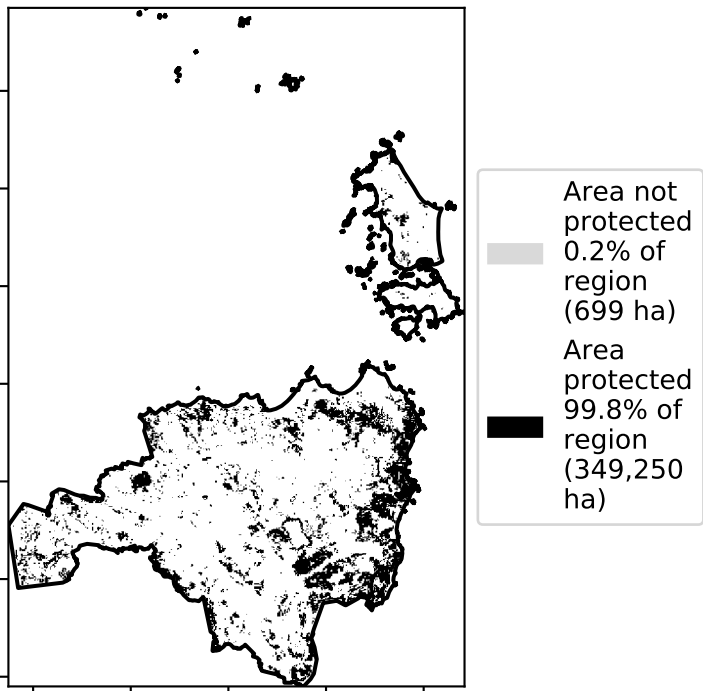 Area not
protected
0.2% of
region
(699 ha)
Area
protected
99.8% of
region
(349,250
ha)